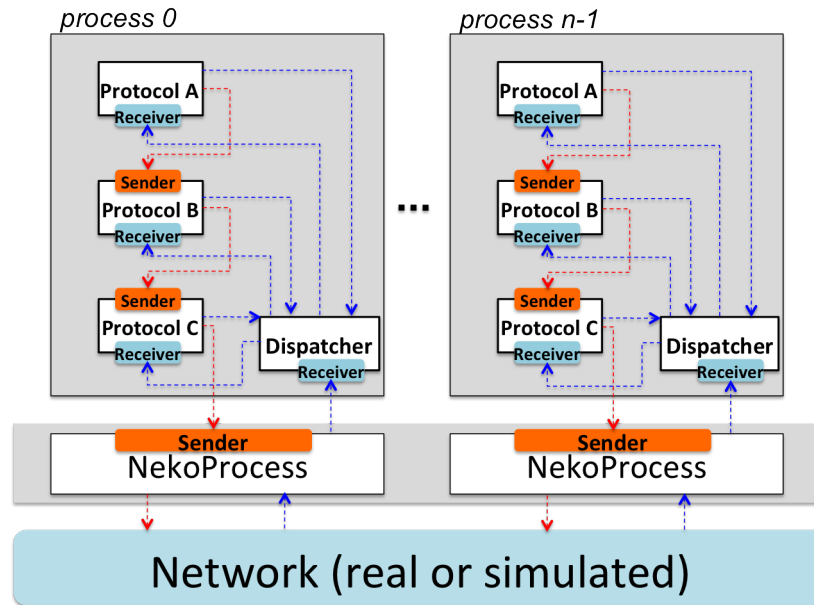 process 0
process n-1
Protocol A
Receiver
Sender
Protocol B
Receiver
Sender
Protocol C
Receiver
Dispatcher
Receiver
...
Protocol A
Receiver
Sender
Protocol B
Receiver
Sender
Protocol C
Receiver
Dispatcher
Receiver
Sender
NekoProcess
Sender
NekoProcess
Network (real or simulated)